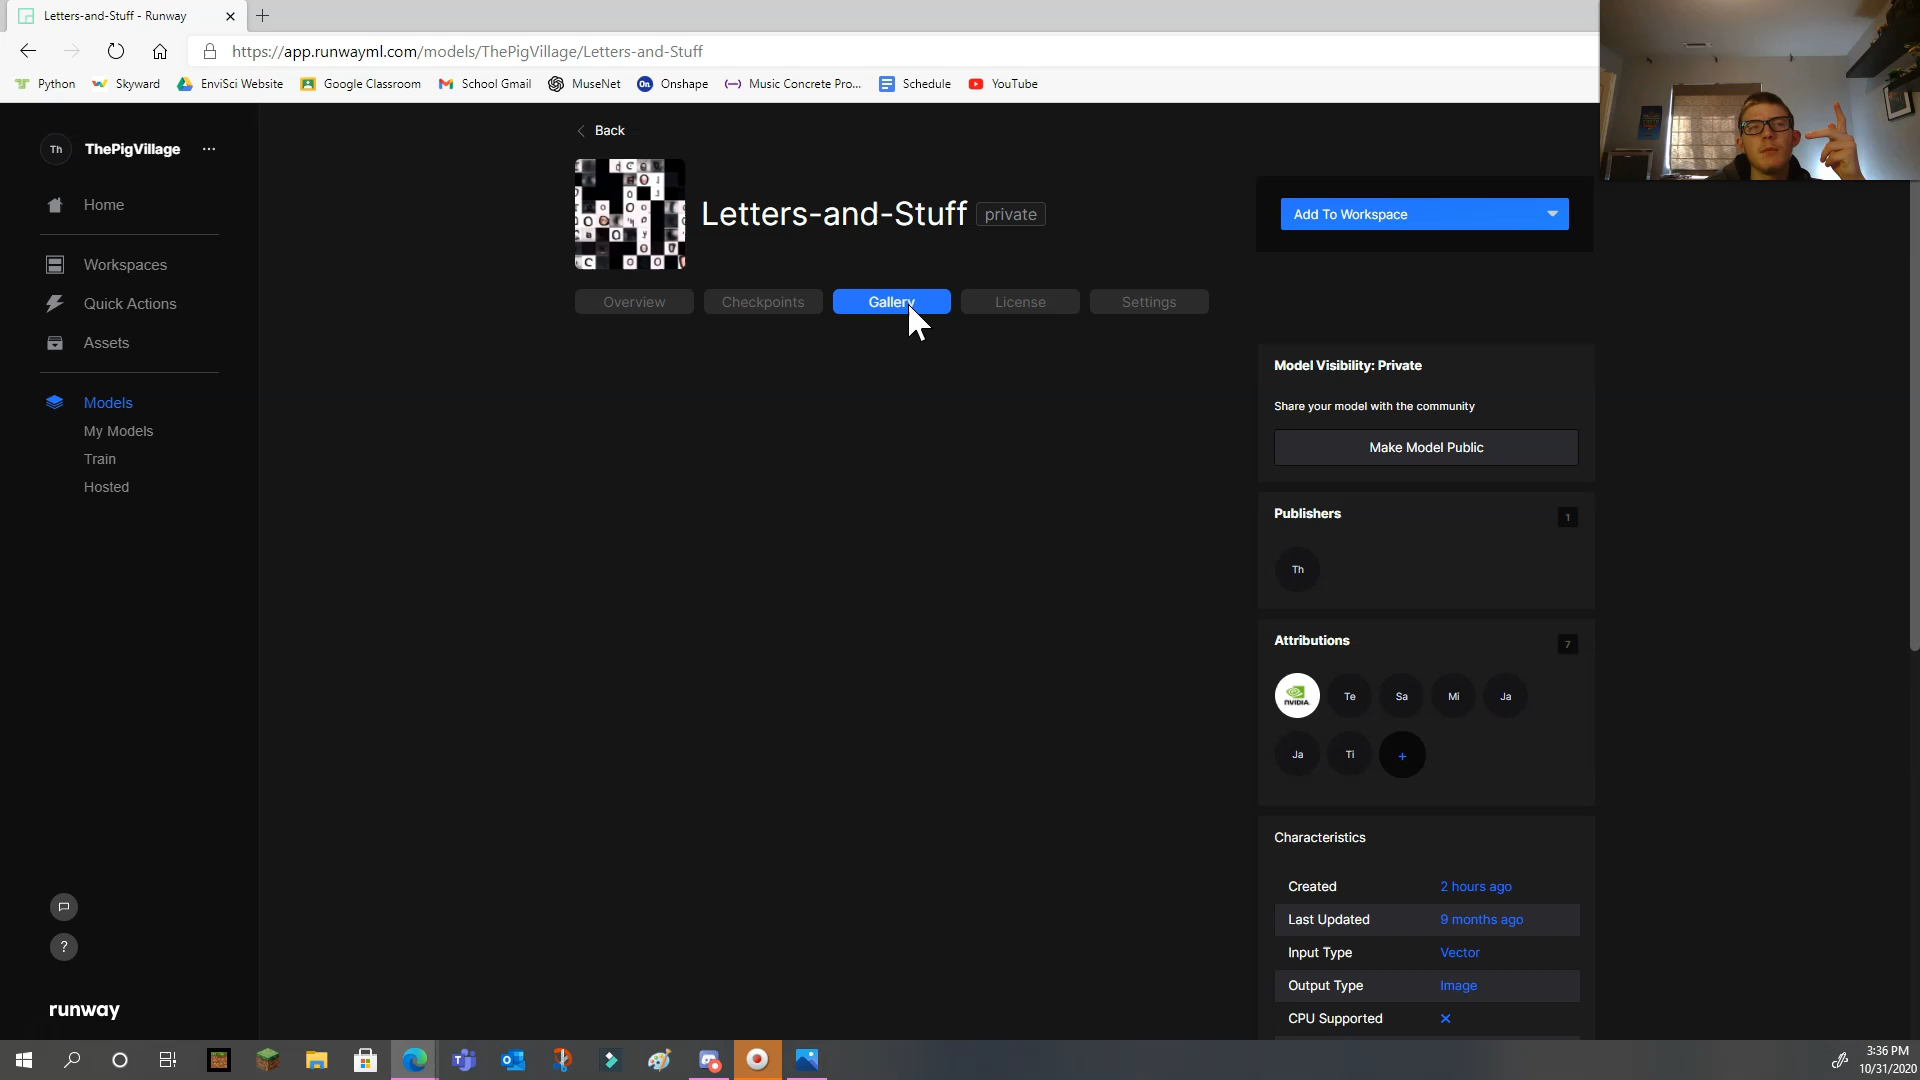 Letters-and-Stuff - Runway
https://app.runwayml.com/models/ThePigVillage/Letters-and-Stuff
Python
Skyward
EnviSci Website
Google Classroom
School Gmail
MuseNet
On
Onshape
Music Concrete Pro...
Schedule
YouTube
Th
ThePigVillage
Home
Workspaces
Quick Actions
Assets
Models
My Models
Train
Hosted
?
runway
Back
Letters-and-Stuff
private
Add To Workspace
Overview
Checkpoints
Gallery
License
Settings
Model Visibility: Private
Share your model with the community
Make Model Public
Publishers
1
Th
Attributions
7
NVIDIA
Te
Sa
Mi
Ja
Ja
Ti
+
Characteristics
Created
2 hours ago
Last Updated
9 months ago
Input Type
Vector
Output Type
Image
CPU Supported
3:36 PM
10/31/2020